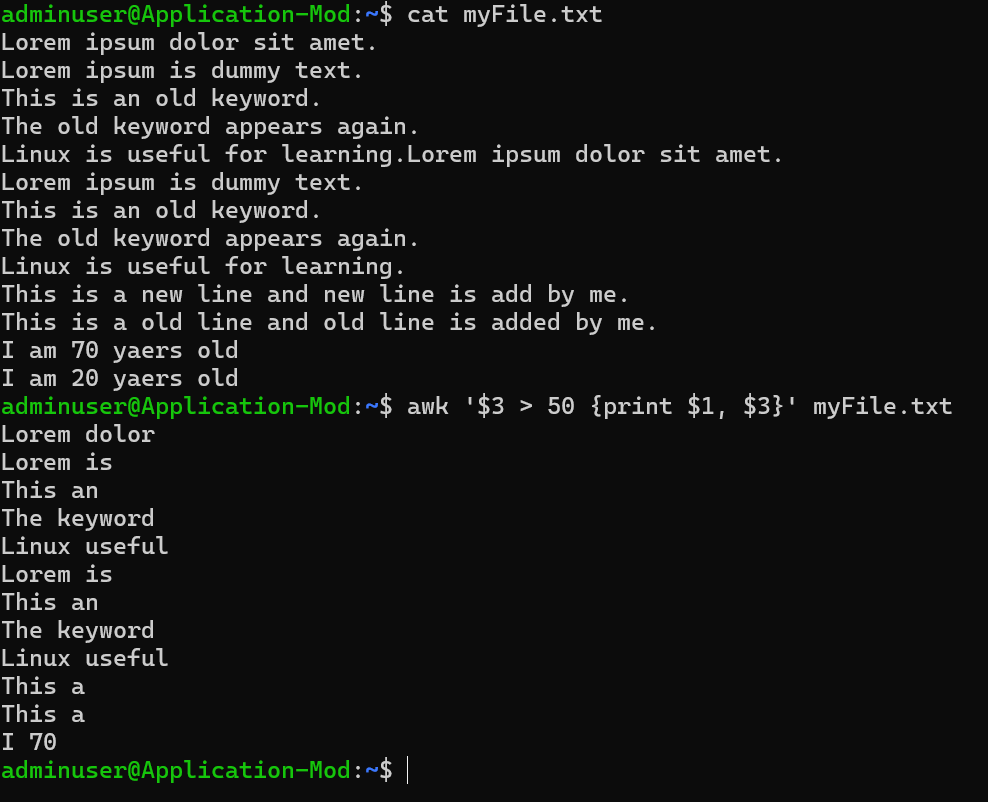 adminuser@Application-Mod:~$ cat myFile.txt
Lorem ipsum dolor sit amet.
Lorem ipsum is dummy text.
This is an old keyword.
The old keyword appears again.
Linux is useful for learning.Lorem ipsum dolor sit amet.
Lorem ipsum is dummy text.
This is an old keyword.
The old keyword appears again.
Linux is useful for learning.
This is a new line and new line is add by me.
This is a old line and old line is added by me.
I am 70 yaers old
I am 20 yaers old
adminuser@Application-Mod:~$ awk '$3 > 50 {print $1, $3}' myFile.txt
Lorem dolor
Lorem is
This an
The keyword
Linux useful
Lorem is
This an
The keyword
Linux useful
This a
This a
I 70
adminuser@Application-Mod:~$